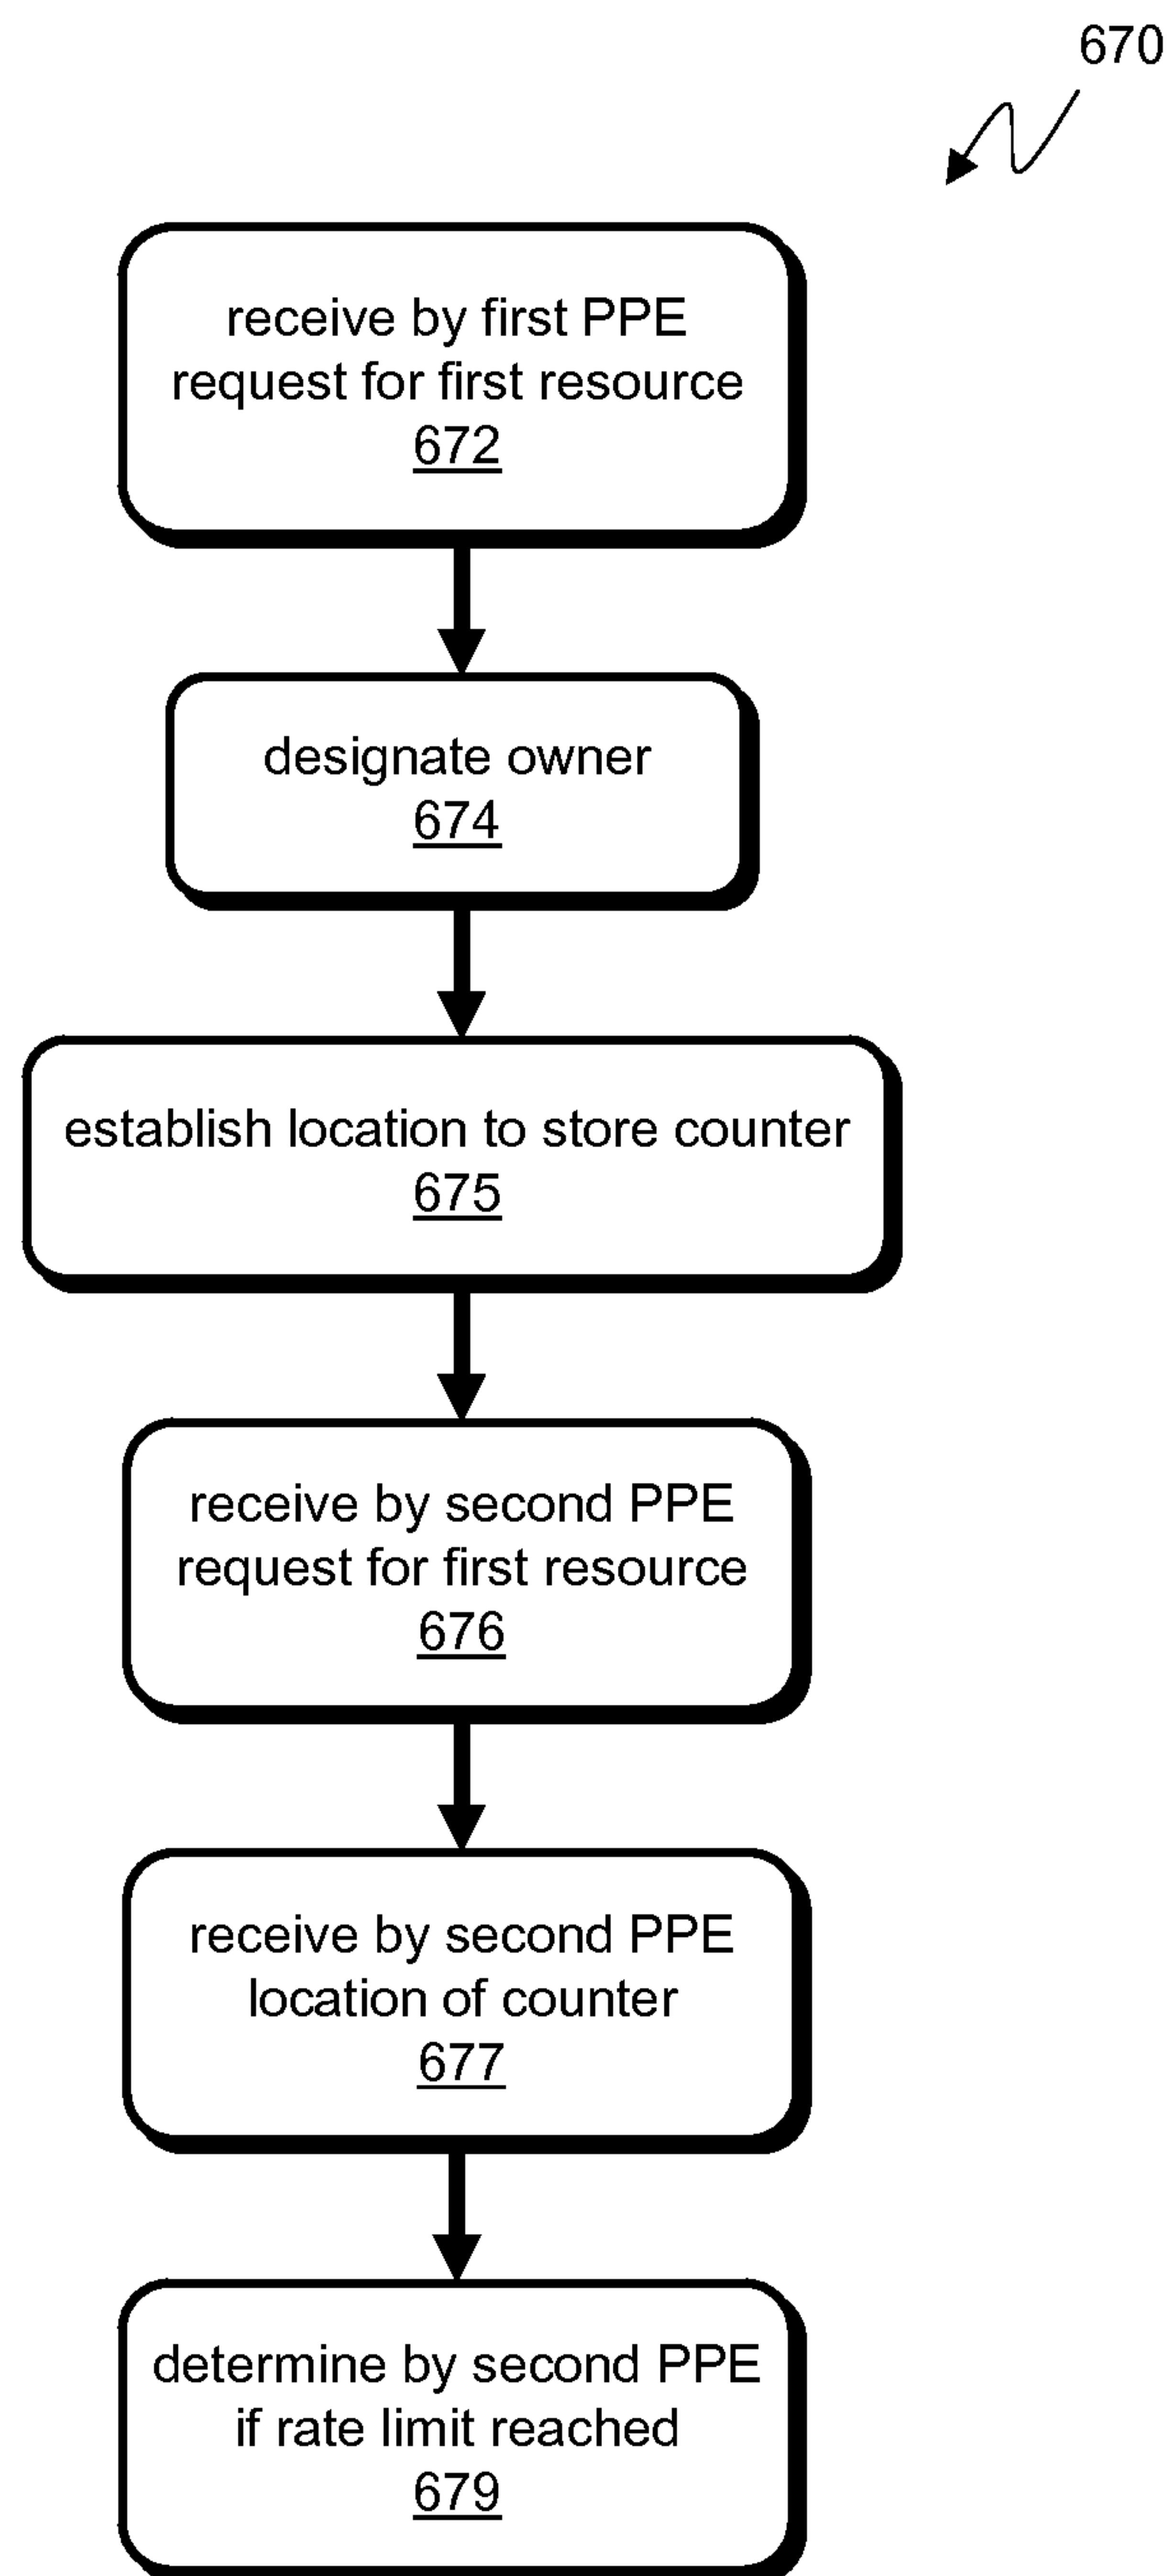 670
receive by first PPE
request for first resource
672
designate owner
674
establish location to store counter
675
receive by second PPE
request for first resource
676
receive by second PPE
location of counter
677
determine by second PPE
if rate limit reached
679